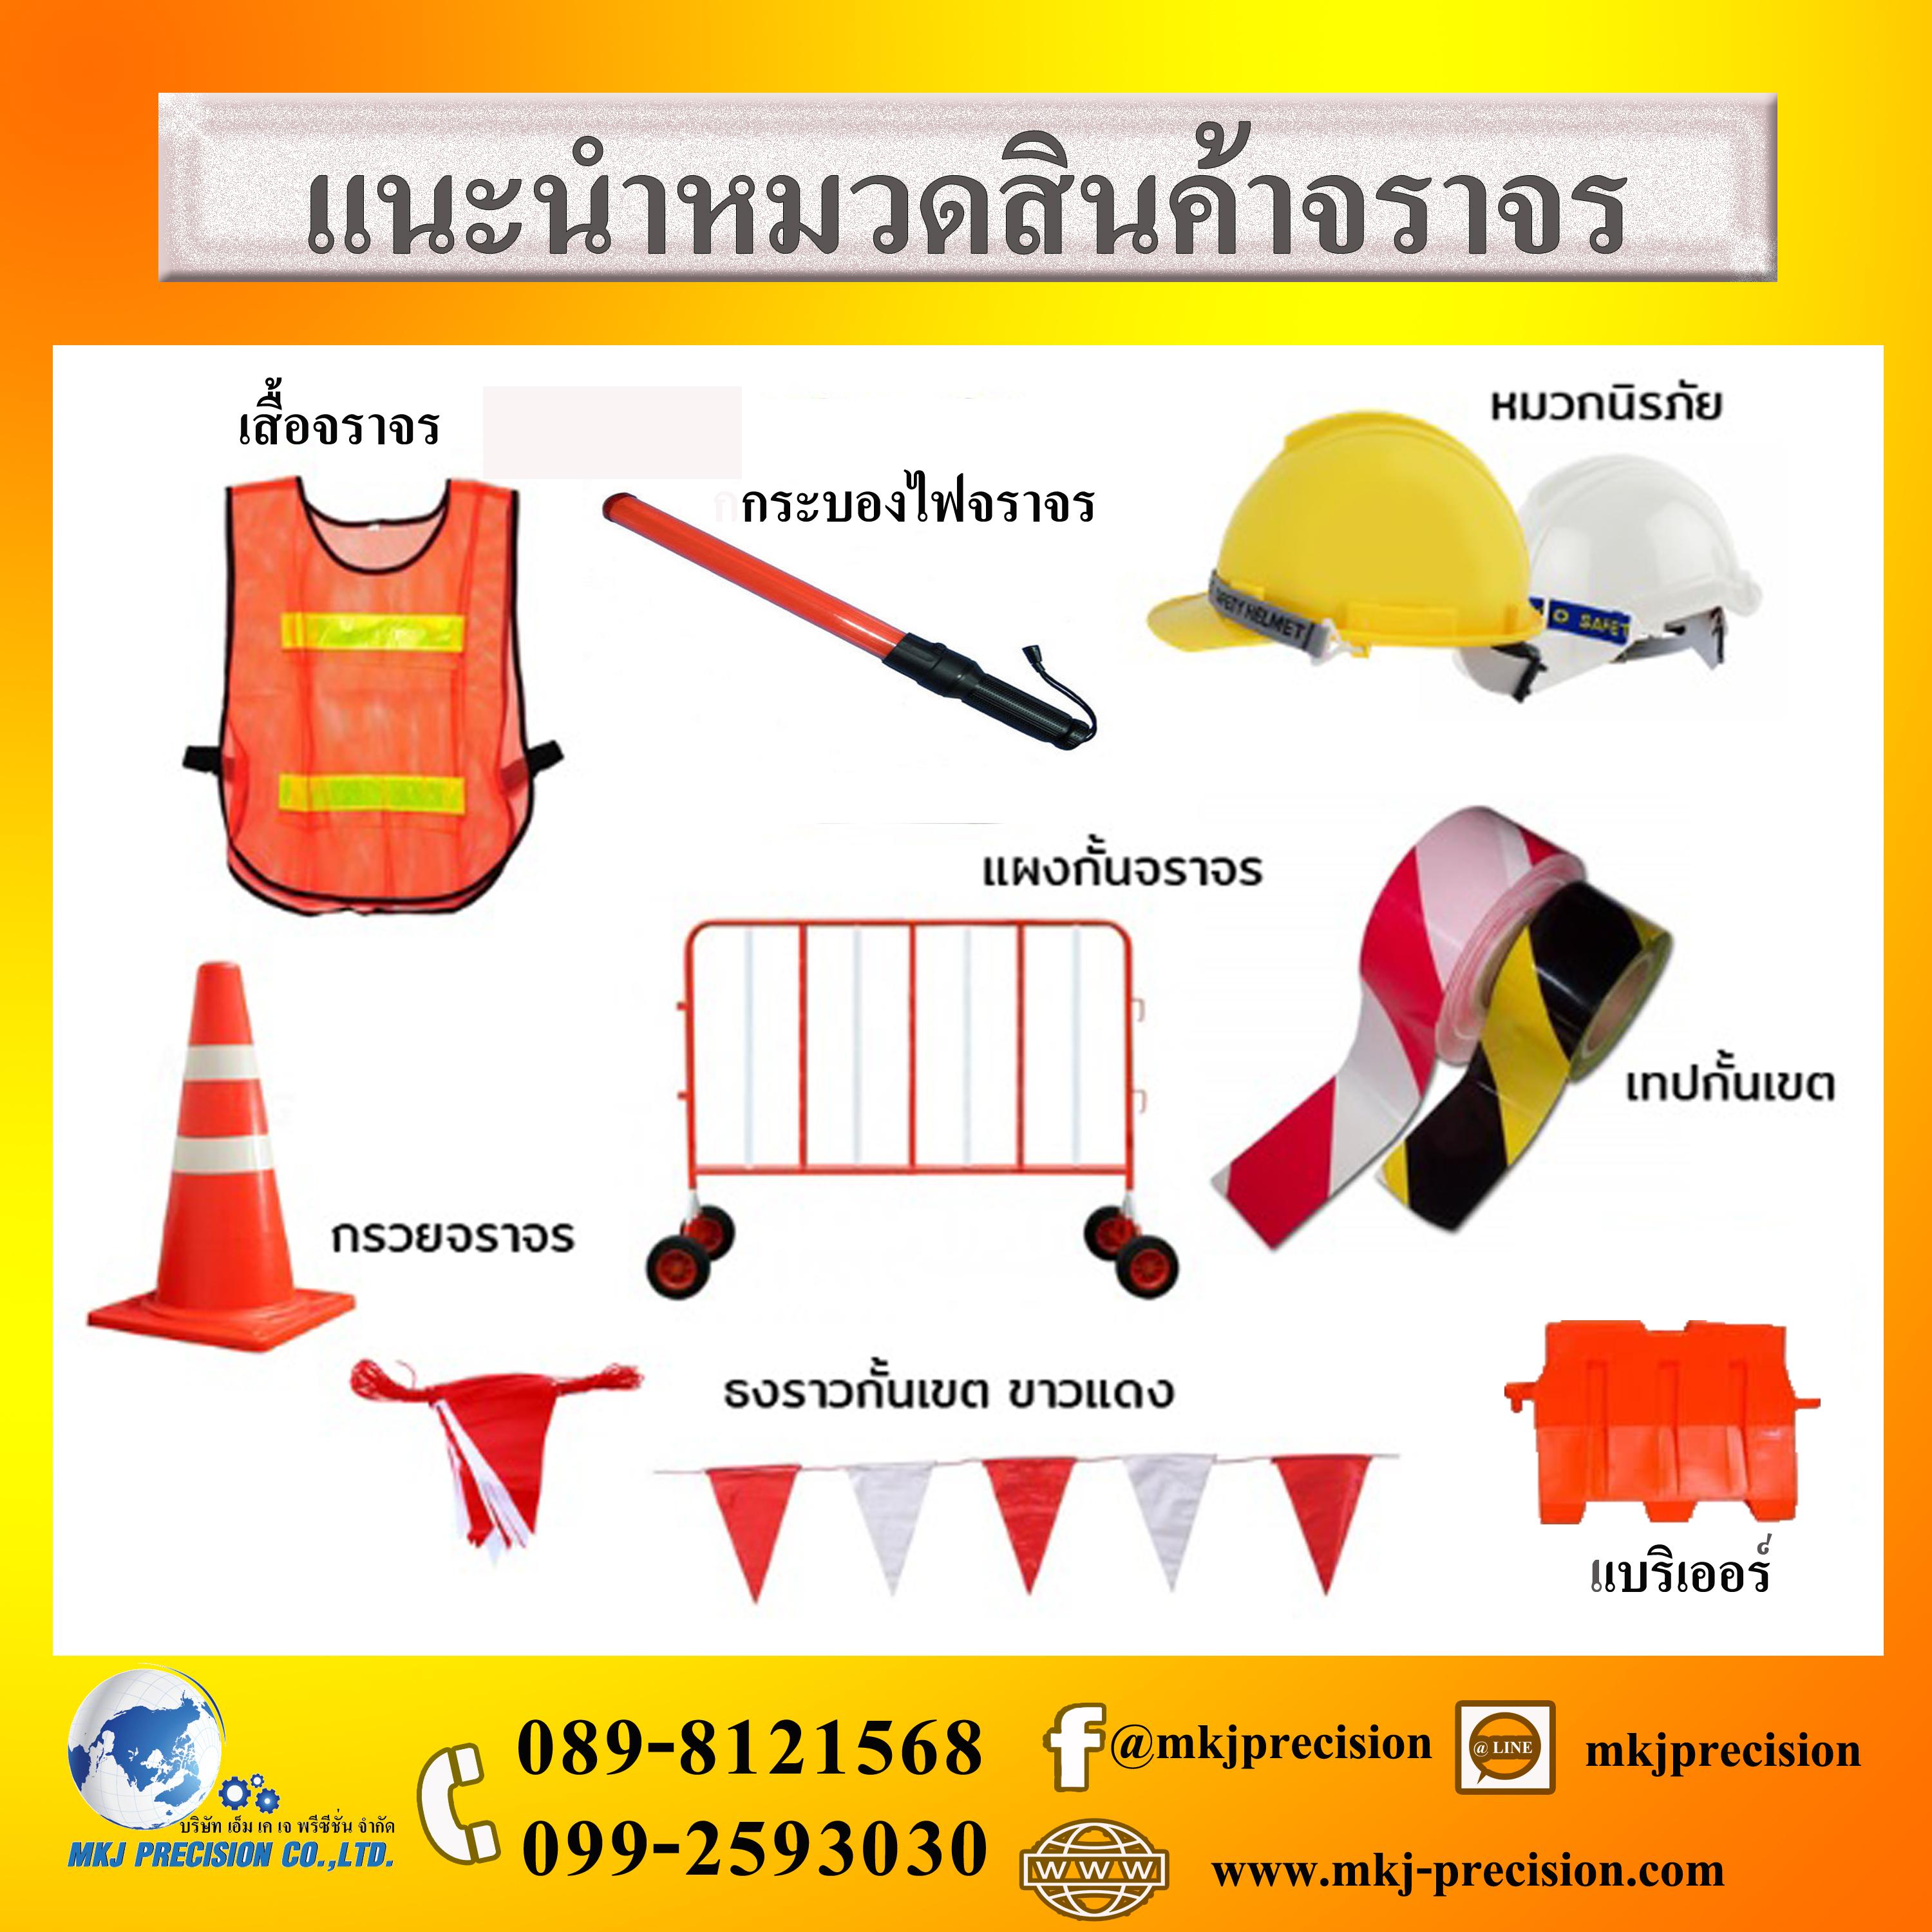 แนะนำหมวดสินค้าจราจร
เสื้อจราจร
กระบองไฟจราจร
หมวกนิรภัย
SAFETY HELMET
SAFET
แผงกั้นจราจร
เทปกั้นเขต
กรวยจราจร
ธงราวกั้นเขต ขาวแดง
แบริเออร์
บริษัท เอ็ม เค เจ พรีซีชั่น จำกัด
MKJ PRECISION CO.,LTD.
089-8121568
099-2593030
@mkjprecision
@ LINE
mkjprecision
WWW
www.mkj-precision.com